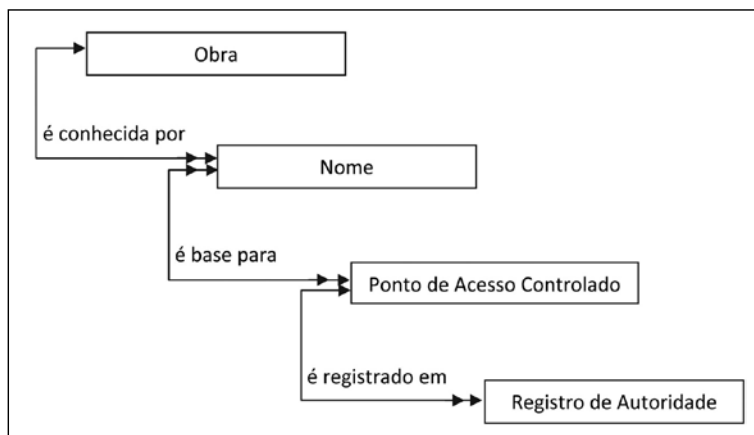 Obra
é conhecida por
Nome
é base para
Ponto de Acesso Controlado
é registrado em
Registro de Autoridade